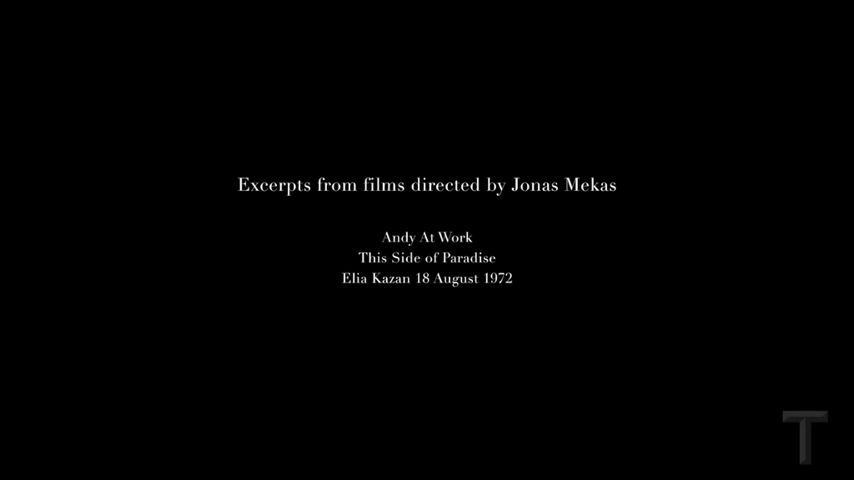 Excerpts from films directed by Jonas Mekas
Andy At Work
This Side of Paradise
Elia Kazan 18 August 1972
T